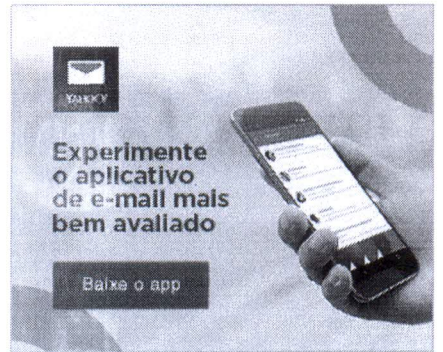 YAHOO!
Experimente
o aplicativo
de e-mail mais
bem avaliado
Baixe o app